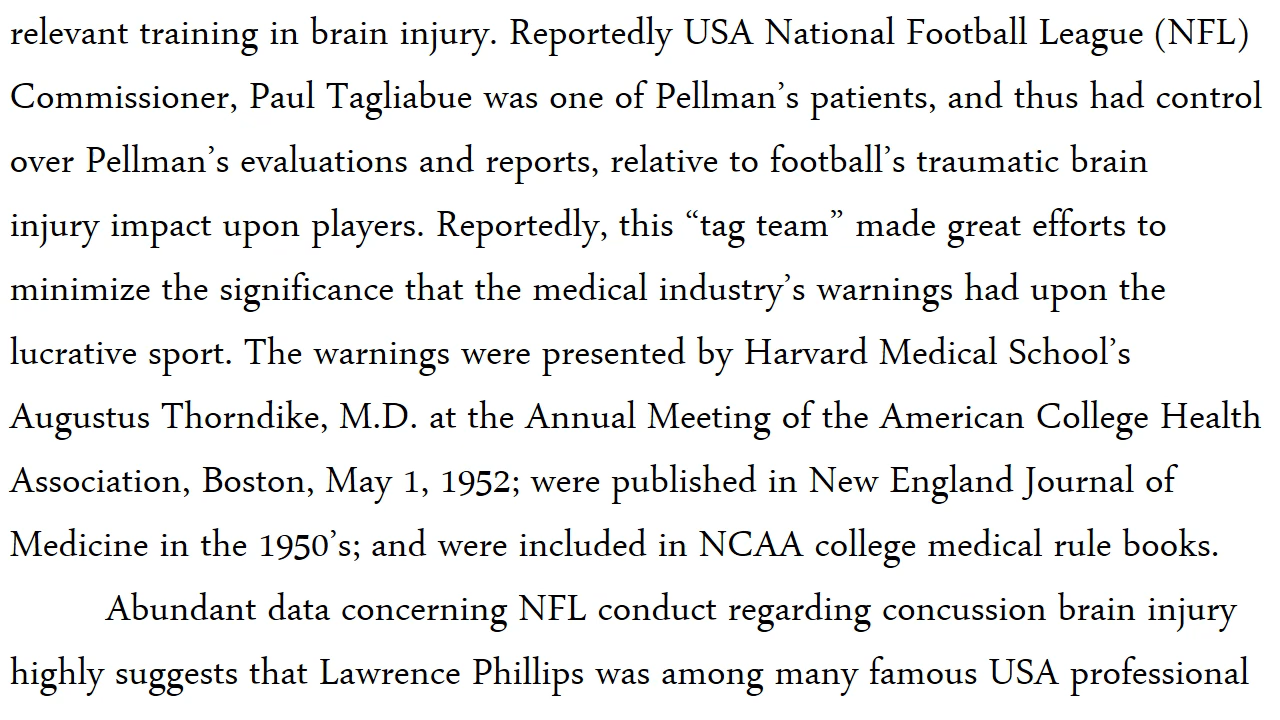 relevant training in brain injury. Reportedly USA National Football League (NFL)
Commissioner, Paul Tagliabue was one of Pellman’s patients, and thus had control
over Pellman’s evaluations and reports, relative to football’s traumatic brain
injury impact upon players. Reportedly, this “tag team” made great efforts to
minimize the significance that the medical industry’s warnings had upon the
lucrative sport. The warnings were presented by Harvard Medical School’s
Augustus Thorndike, M.D. at the Annual Meeting of the American College Health
Association, Boston, May 1, 1952; were published in New England Journal of
Medicine in the 1950’s; and were included in NCAA college medical rule books.
Abundant data concerning NFL conduct regarding concussion brain injury
highly suggests that Lawrence Phillips was among many famous USA professional